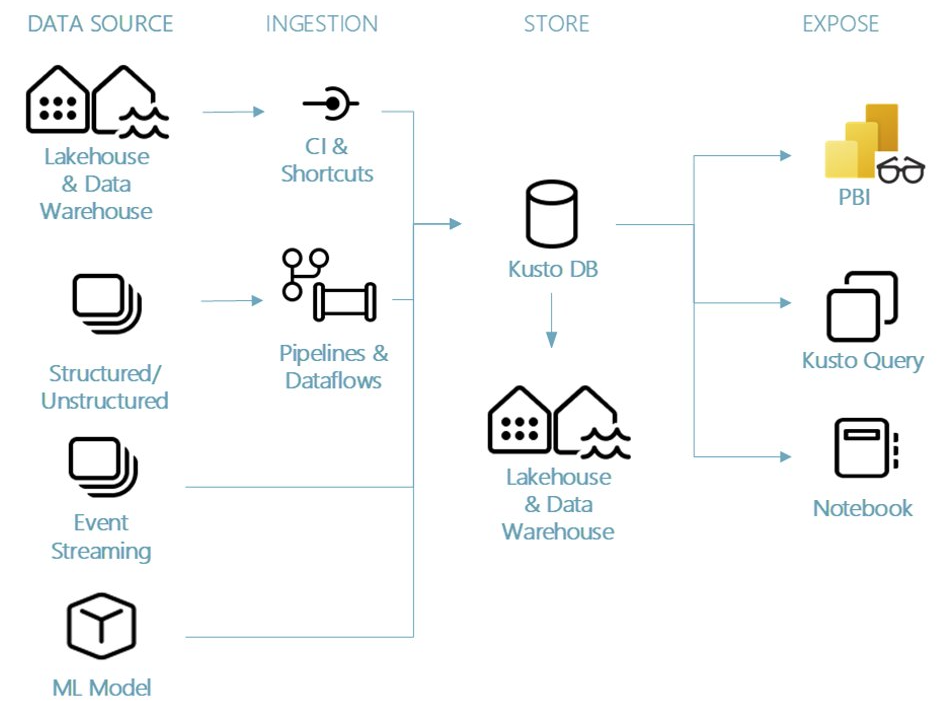 DATA SOURCE
INGESTION
STORE
EXPOSE
Lakehouse
& Data
Warehouse
CI &
Shortcuts
PBI
Kusto DB
Structured/
Unstructured
Pipelines &
Dataflows
Kusto Query
Lakehouse
& Data
Warehouse
Notebook
Event
Streaming
ML Model